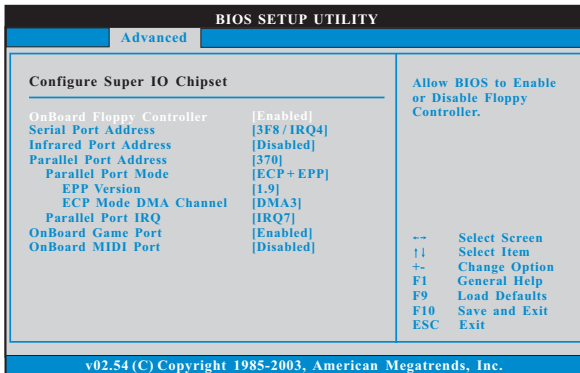 BIOS SETUP UTILITY
Advanced
Configure Super IO Chipset
OnBoard Floppy Controller [Enabled]
Serial Port Address [3F8 / IRQ4]
Infrared Port Address [Disabled]
Parallel Port Address [370]
Parallel Port Mode [ECP + EPP]
EPP Version [1.9]
ECP Mode DMA Channel [DMA3]
Parallel Port IRQ [IRQ7]
OnBoard Game Port [Enabled]
OnBoard MIDI Port [Disabled]
Allow BIOS to Enable
or Disable Floppy
Controller.
←→ Select Screen
↑↓ Select Item
+- Change Option
F1 General Help
F9 Load Defaults
F10 Save and Exit
ESC Exit
v02.54 (C) Copyright 1985-2003, American Megatrends, Inc.